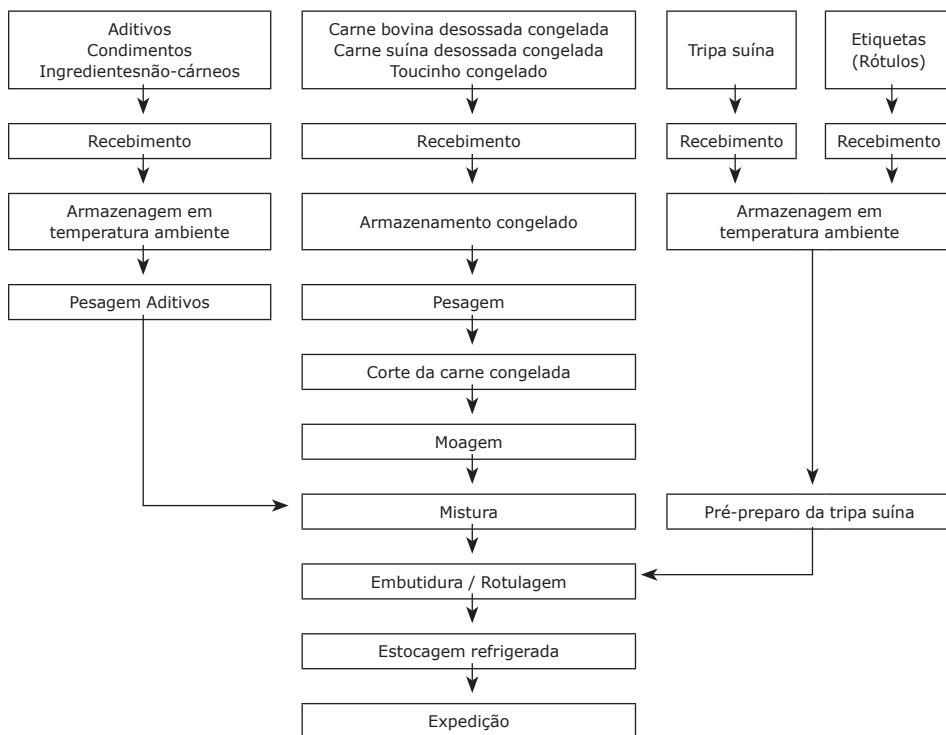 Aditivos
Condimentos
Ingredientesnão-cárneos
Carne bovina desossada congelada
Carne suína desossada congelada
Toucinho congelado
Tripa suína
Etiquetas
(Rótulos)
Recebimento
Recebimento
Recebimento
Recebimento
Armazenagem em
temperatura ambiente
Armazenamento congelado
Armazenagem em
temperatura ambiente
Pesagem Aditivos
Pesagem
Corte da carne congelada
Moagem
Mistura
Pré-preparo da tripa suína
Embutidura / Rotulagem
Estocagem refrigerada
Expedição